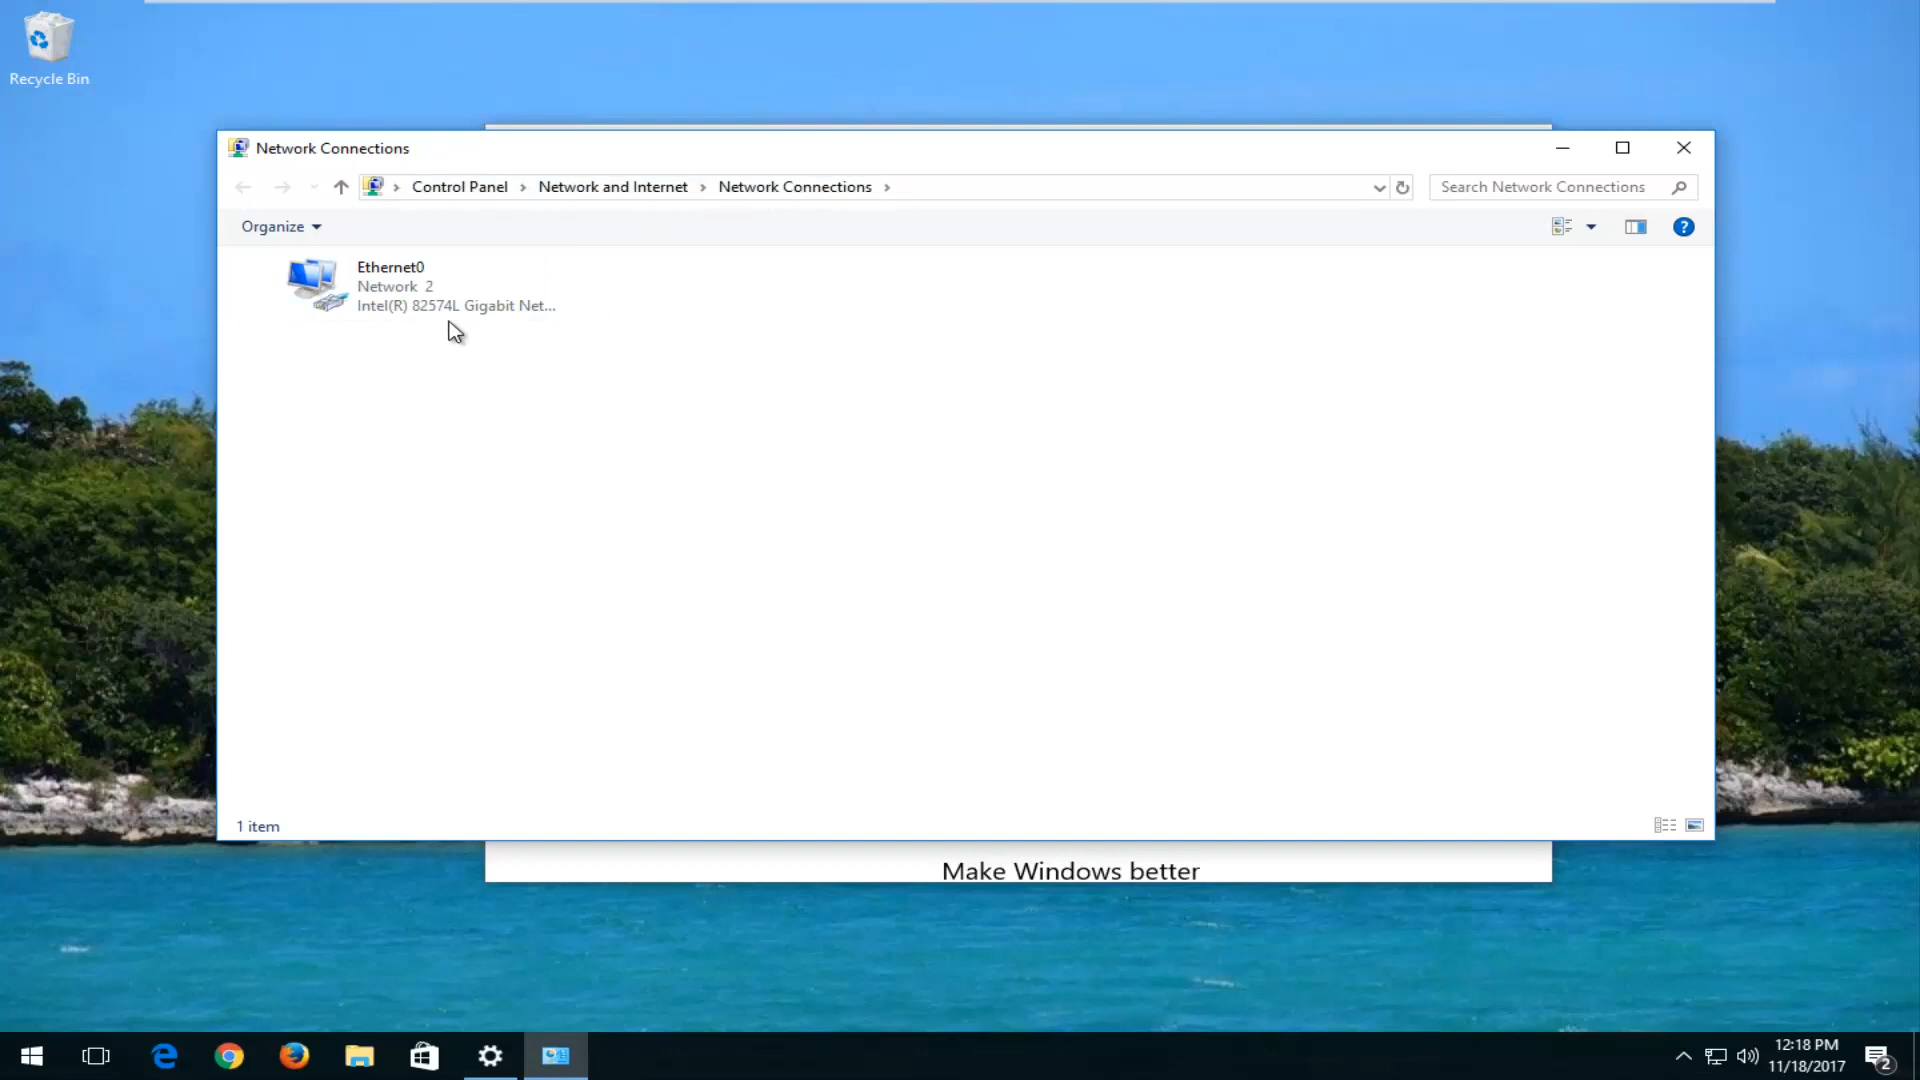 Recycle Bin
Network Connections
Control Panel
Network and Internet
Network Connections
Search Network Connections
Organize
?
Ethernet0
Network 2
Intel(R) 82574L Gigabit Net...
1 item
Make Windows better
12:18 PM
11/18/2017
2